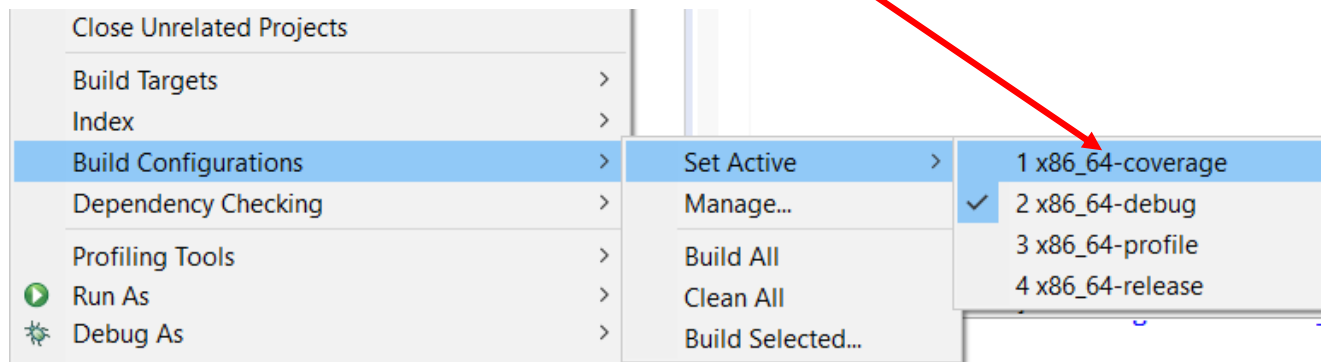 Close Unrelated Projects
Build Targets
Index
Build Configurations
Dependency Checking
Profiling Tools
Run As
Debug As
Set Active
Manage...
Build All
Clean All
Build Selected...
1 x86_64-coverage
2 x86_64-debug
3 x86_64-profile
4 x86_64-release